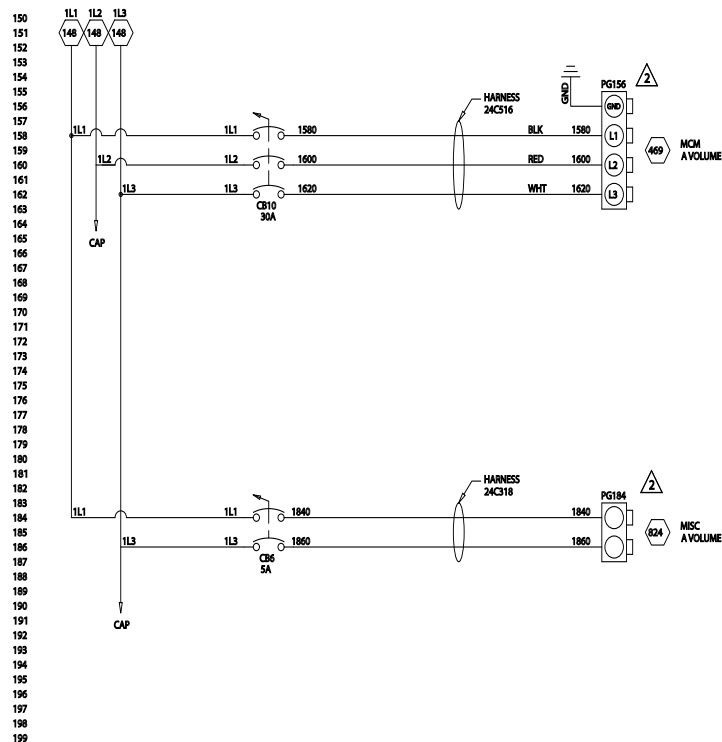 150 1L1 1L2 1L3
151 148 148 148
152
153
154 2
155 PG156
156 GND GND
HARNESS
24C516
157
158 1L1 1L1 1580 BLK 1580 L1
159 469 MCM
A VOLUME
160 1L2 1L2 1600 RED 1600 L2
161
162 1L3 1L3 1620 WHT 1620 L3
163 CB10
30A
164
165 CAP
166
167
168
169
170
171
172
173
174
175
176
177
178
179
180
181
182 HARNESS
24C318 2
183 PG184
184 1L1 1L1 1840 1840
185 824 MISC
A VOLUME
186 1L3 1L3 1860 1860
187 CB6
5A
188
189
190
191 CAP
192
193
194
195
196
197
198
199